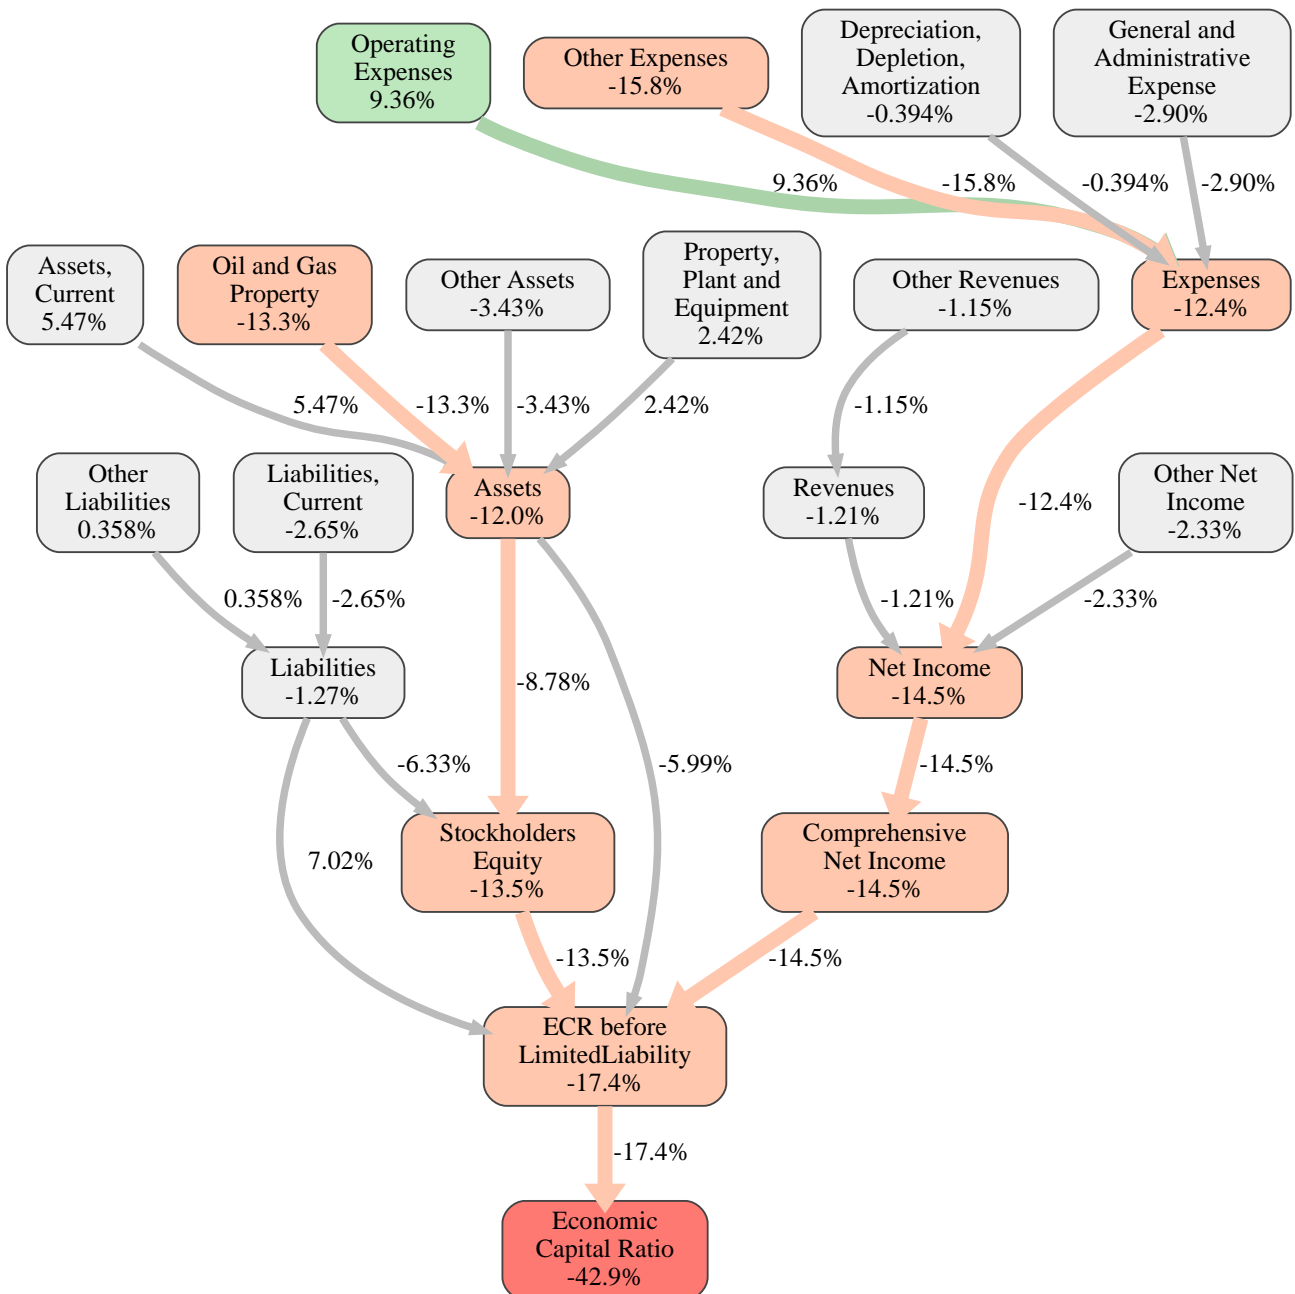 Operating
Expenses
9.36%
Other Expenses
-15.8%
Depreciation,
Depletion,
Amortization
-0.394%
General and
Administrative
Expense
-2.90%
9.36%
-15.8%
-0.394%
-2.90%
Assets,
Current
5.47%
Oil and Gas
Property
-13.3%
Other Assets
-3.43%
Property,
Plant and
Equipment
2.42%
Other Revenues
-1.15%
Expenses
-12.4%
5.47%
-13.3%
-3.43%
2.42%
-1.15%
-12.4%
Other
Liabilities
0.358%
Liabilities,
Current
-2.65%
Assets
-12.0%
Revenues
-1.21%
Other Net
Income
-2.33%
0.358%
-2.65%
-8.78%
-5.99%
-1.21%
-2.33%
Liabilities
-1.27%
Net Income
-14.5%
-6.33%
7.02%
-14.5%
Stockholders
Equity
-13.5%
Comprehensive
Net Income
-14.5%
-13.5%
-14.5%
ECR before
LimitedLiability
-17.4%
-17.4%
Economic
Capital Ratio
-42.9%